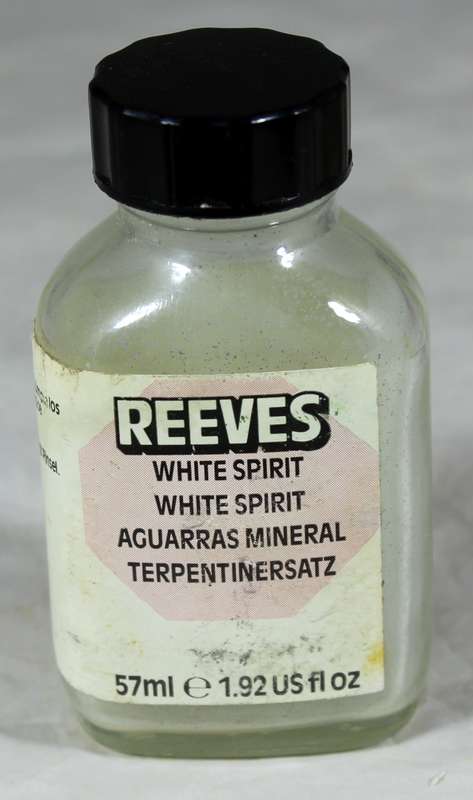 REEVES
WHITE SPIRIT
WHITE SPIRIT
AGUARRAS MINERAL
TERPENTINERSATZ
57ml ℮ 1.92 US fl oz